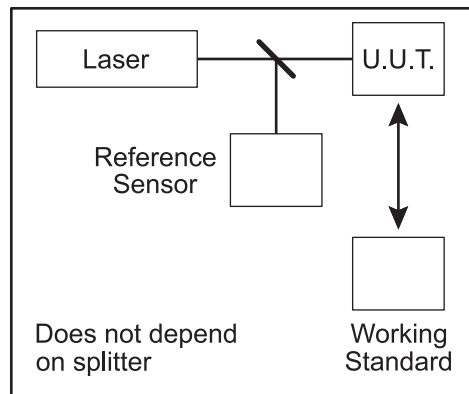 Laser
U.U.T.
Reference
Sensor
Does not depend
on splitter
Working
Standard